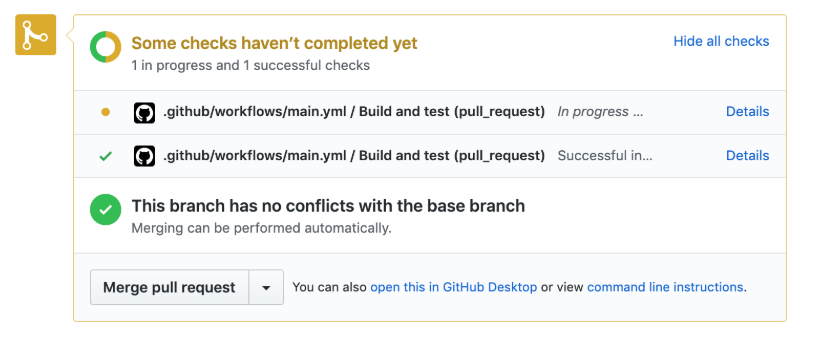 Some checks haven’t completed yet
Hide all checks
1 in progress and 1 successful checks
.github/workflows/main.yml / Build and test (pull_request) In progress ... Details
.github/workflows/main.yml / Build and test (pull_request) Successful in... Details
This branch has no conflicts with the base branch
Merging can be performed automatically.
Merge pull request You can also open this in GitHub Desktop or view command line instructions.